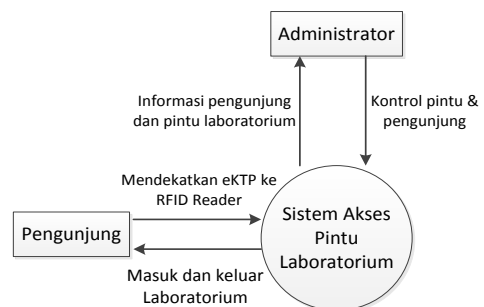 Administrator
Informasi pengunjung
dan pintu laboratorium
Kontrol pintu &
pengunjung
Mendekatkan eKTP ke
RFID Reader
Pengunjung
Sistem Akses
Pintu
Laboratorium
Masuk dan keluar
Laboratorium